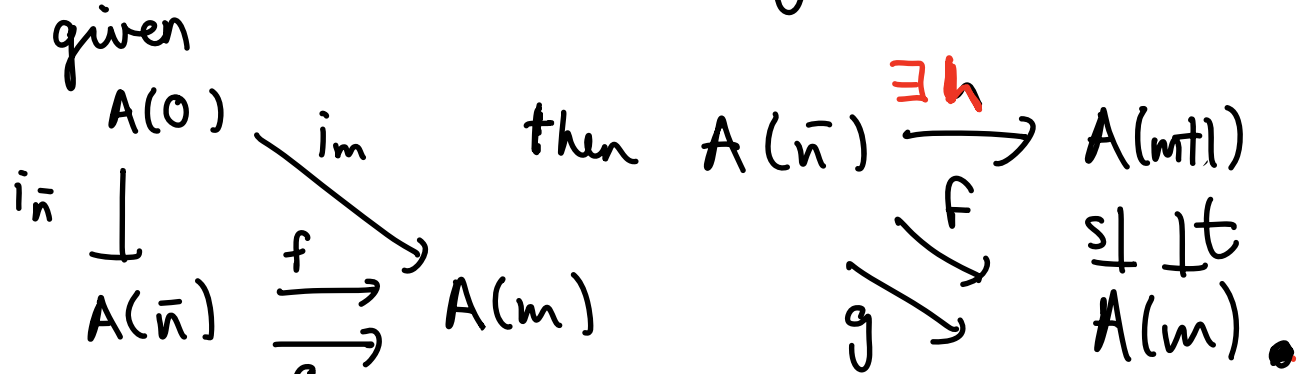 given
A(0)
i_m
then A(n̄) ∃h A(m+1)
i_n̄
f
s t
f
A(n̄) A(m)
g
A(m).